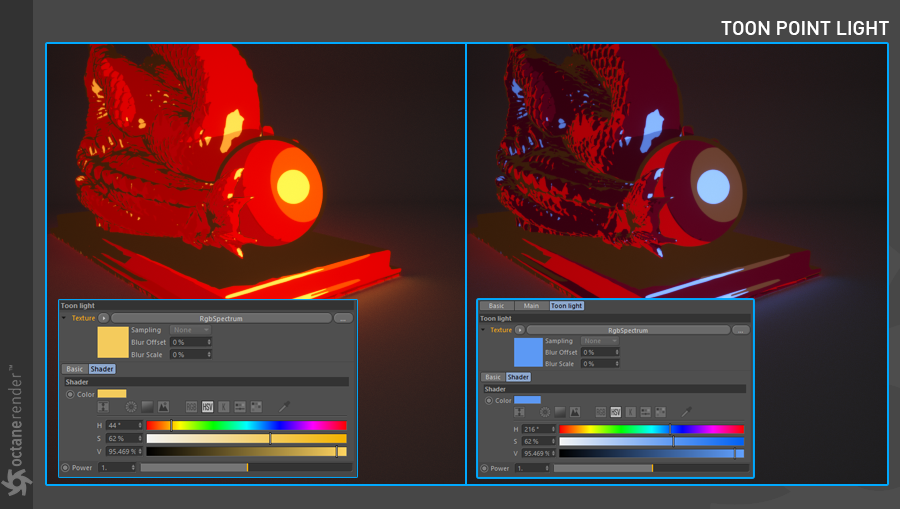 TOON POINT LIGHT
Toon light
Texture RgbSpectrum ...
Sampling None
Blur Offset 0 %
Blur Scale 0 %
Basic Shader
Shader
Color
HSV
H 44 °
S 62 %
V 95.469 %
Power 1.
Basic Main Toon light
Toon light
Texture RgbSpectrum ...
Sampling None
Blur Offset 0 %
Blur Scale 0 %
Basic Shader
Shader
Color
HSV
H 216 °
S 62 %
V 95.469 %
Power 1.
octanerender™